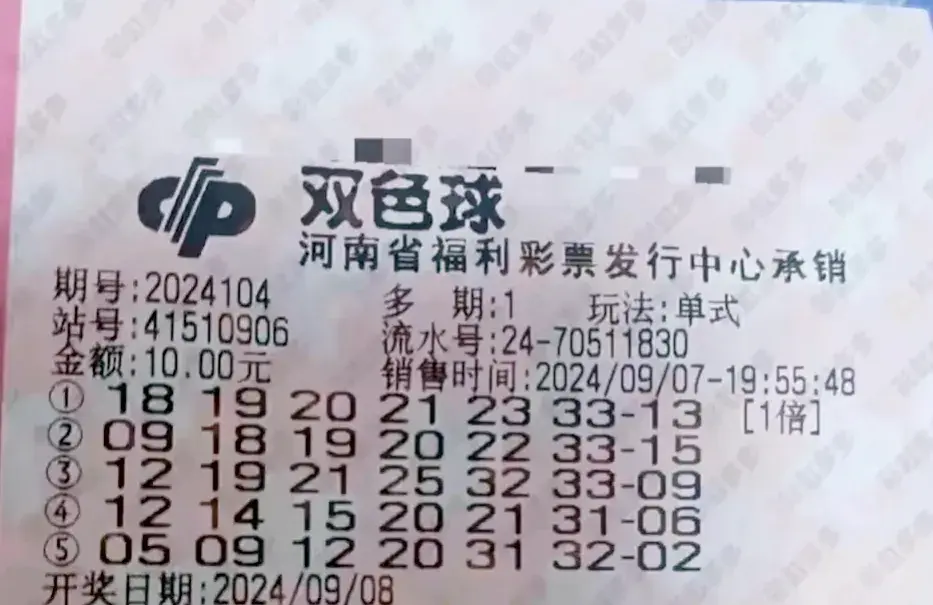 双色球
河南省福利彩票发行中心承销
期号:2024104 多 期:1 玩法:单式
站号:41510906 流水号:24-70511830
金额:10.00元 销售时间:2024/09/07-19:55:48
① 18 19 20 21 23 33-13 [1倍]
② 09 18 19 20 22 33-15
③ 12 19 21 25 32 33-09
④ 12 14 15 20 21 31-06
⑤ 05 09 12 20 31 32-02
开奖日期:2024/09/08